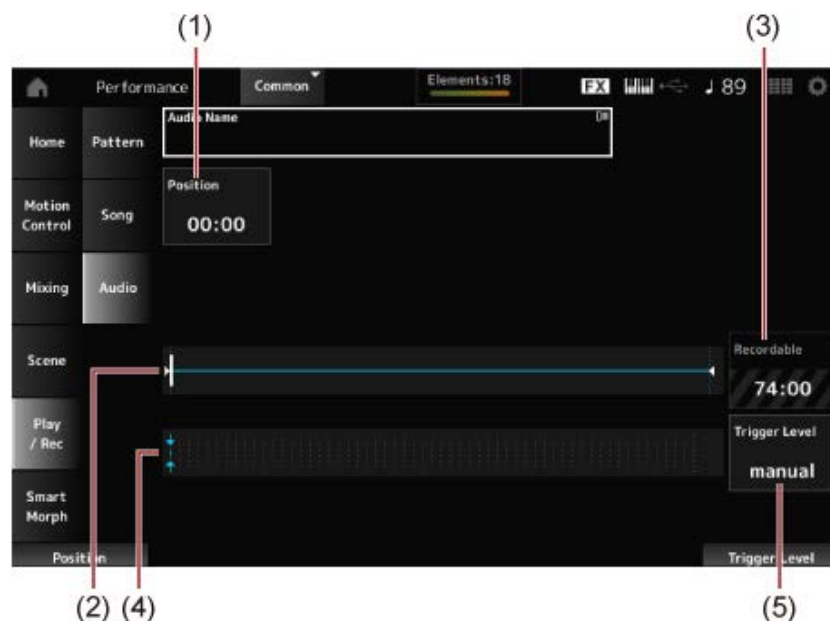 (1)
(3)
Performance
Common
Elements:18
FX
♩ 89
Home
Pattern
Audio Name
Position
00:00
Motion
Control
Song
Mixing
Audio
Scene
Recordable
74:00
Play
/ Rec
Trigger Level
manual
Smart
Morph
Position
Trigger Level
(2)
(4)
(5)